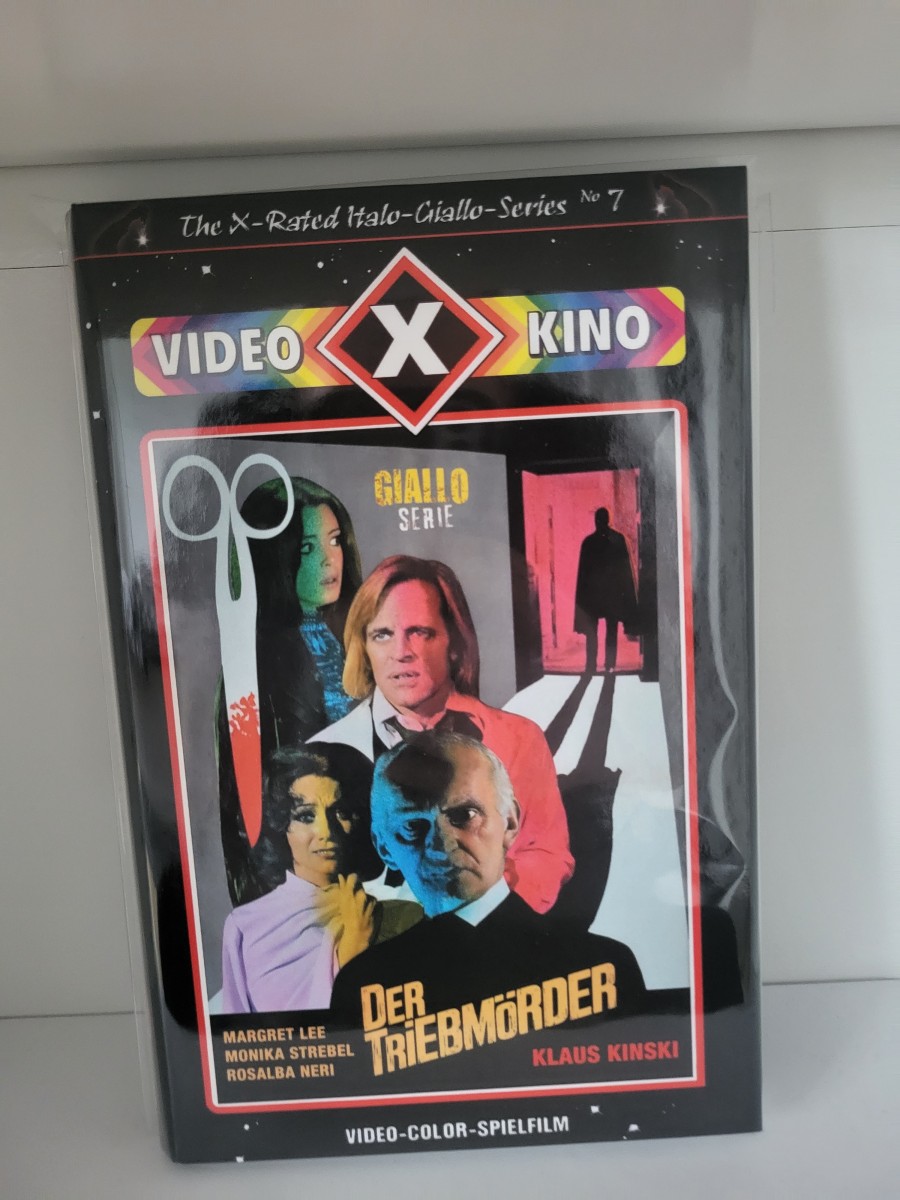 The X-Rated Italo-Giallo-Series No 7
VIDEO X KINO
GIALLO
SERIE
DER
TRIEBMÖRDER
MARGRET LEE
MONIKA STREBEL
ROSALBA NERI
KLAUS KINSKI
VIDEO-COLOR-SPIELFILM